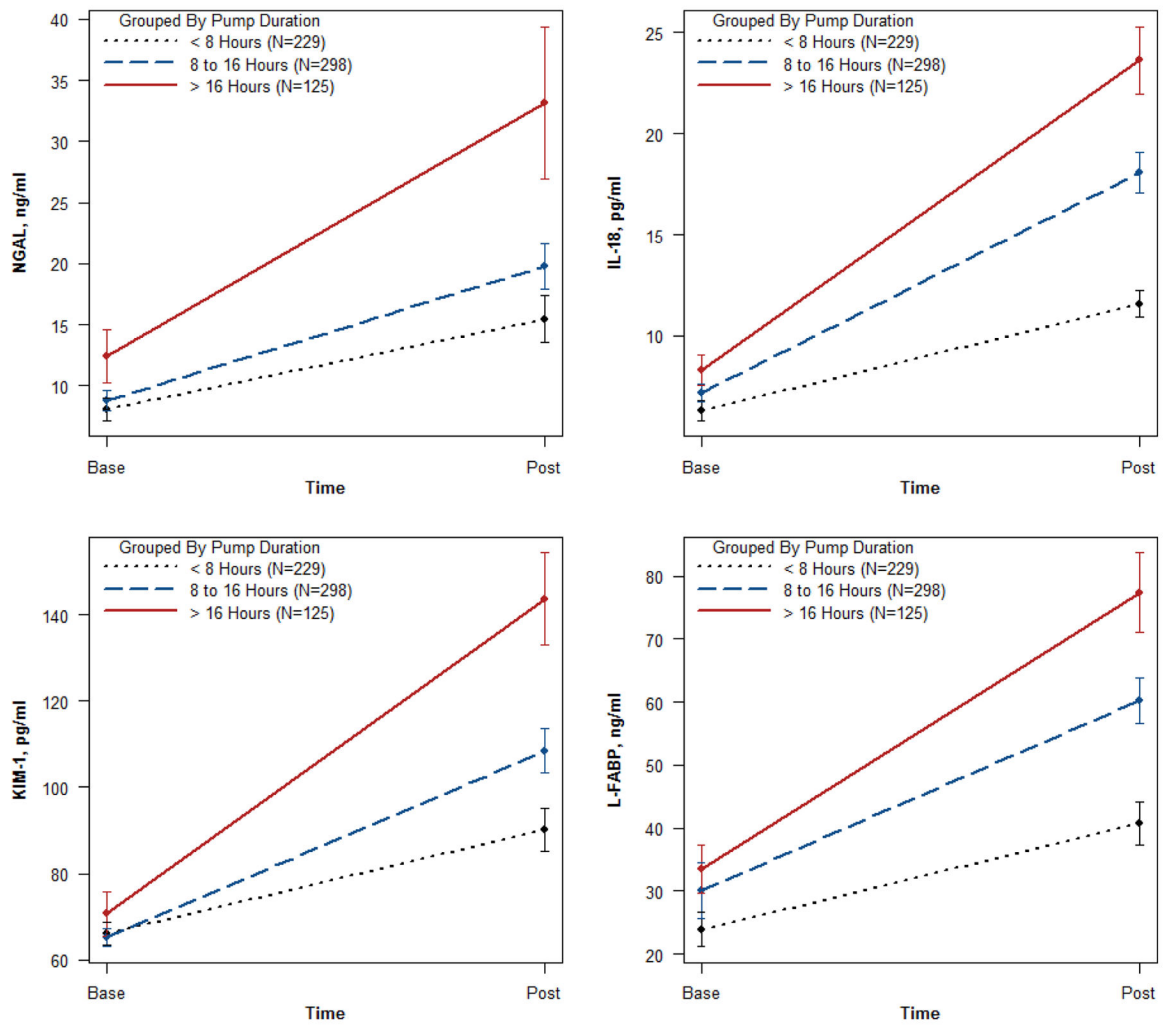 Grouped By Pump Duration
< 8 Hours (N=229)
8 to 16 Hours (N=298)
> 16 Hours (N=125)
40
35
30
25
20
15
10
NGAL, ng/ml
Base
Post
Time
Grouped By Pump Duration
< 8 Hours (N=229)
8 to 16 Hours (N=298)
> 16 Hours (N=125)
25
20
15
10
IL-18, pg/ml
Base
Post
Time
Grouped By Pump Duration
< 8 Hours (N=229)
8 to 16 Hours (N=298)
> 16 Hours (N=125)
140
120
100
80
60
KIM-1, pg/ml
Base
Post
Time
Grouped By Pump Duration
< 8 Hours (N=229)
8 to 16 Hours (N=298)
> 16 Hours (N=125)
80
70
60
50
40
30
20
L-FABP, ng/ml
Base
Post
Time